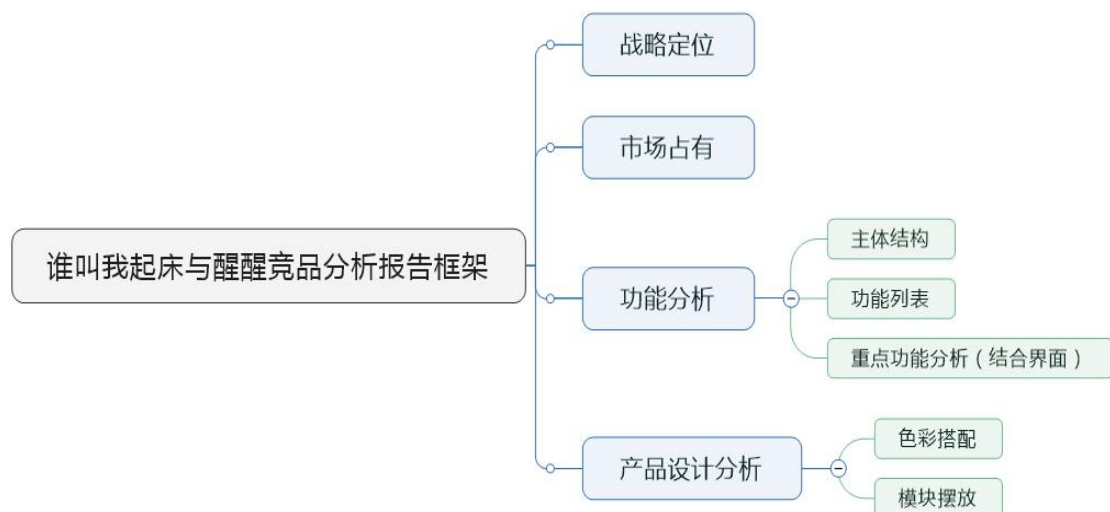 战略定位
市场占有
谁叫我起床与醒醒竞品分析报告框架
功能分析
主体结构
功能列表
重点功能分析（结合界面）
产品设计分析
色彩搭配
模块摆放